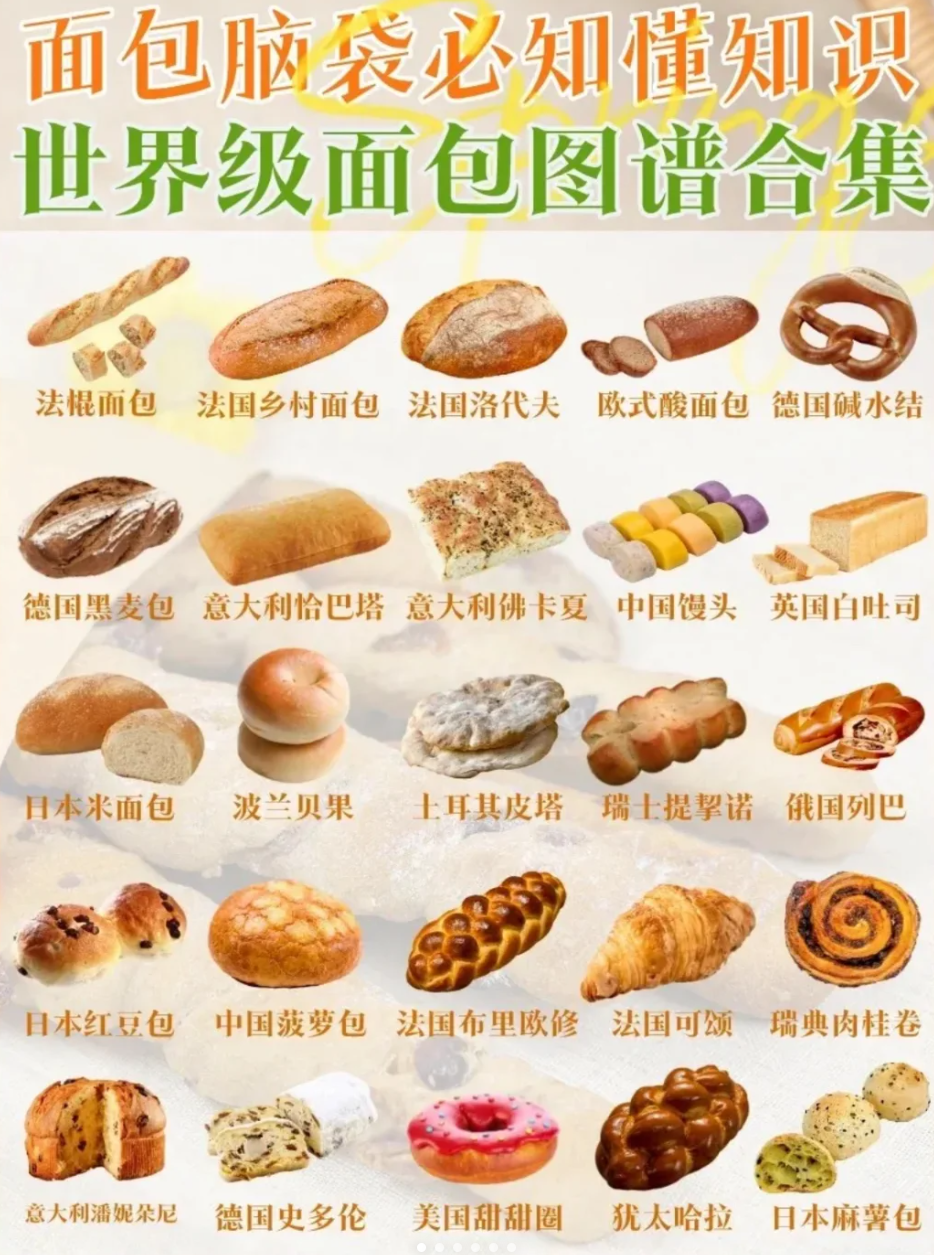 面包脑袋必知懂知识
世界级面包图谱合集
法棍面包 法国乡村面包 法国洛代夫 欧式酸面包 德国碱水结
德国黑麦包 意大利恰巴塔 意大利佛卡夏 中国馒头 英国白吐司
日本米面包 波兰贝果 土耳其皮塔 瑞士提挈诺 俄国列巴
日本红豆包 中国菠萝包 法国布里欧修 法国可颂 瑞典肉桂卷
意大利潘妮朵尼 德国史多伦 美国甜甜圈 犹太哈拉 日本麻薯包